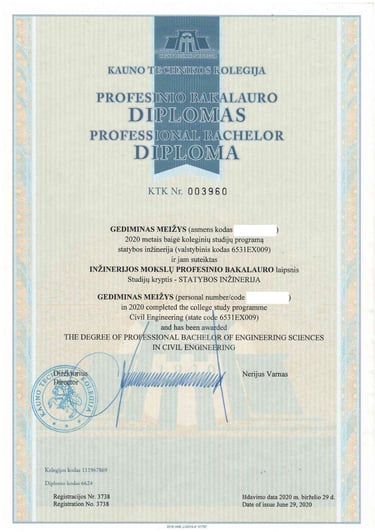 KAUNO TECHNIKOS KOLEGIJA
PROFESINIO BAKALAURO
DIPLOMAS
PROFESSIONAL BACHELOR
DIPLOMA
KTK Nr. 003960
GEDIMINAS MEIŽYS (asmens kodas
2020 metais baigė koleginių studijų programą
statybos inžinerija (valstybinis kodas 6531EX009)
ir jam suteiktas
INŽINERIJOS MOKSLŲ PROFESINIO BAKALAURO laipsnis
Studijų kryptis - STATYBOS INŽINERIJA
GEDIMINAS MEIŽYS (personal number/code
in 2020 completed the college study programme
Civil Engineering (state code 6531EX009)
and has been awarded
THE DEGREE OF PROFESSIONAL BACHELOR OF ENGINEERING SCIENCES
IN CIVIL ENGINEERING
Direktorius
Director
Nerijus Varnas
KAUNO TECHNIKOS KOLEGIJA
Kolegijos kodas 111967869
Diplomo kodas 6624
Registracijos Nr. 3738
Registration No. 3738
Išdavimo data 2020 m. birželio 29 d.
Date of issue June 29, 2020